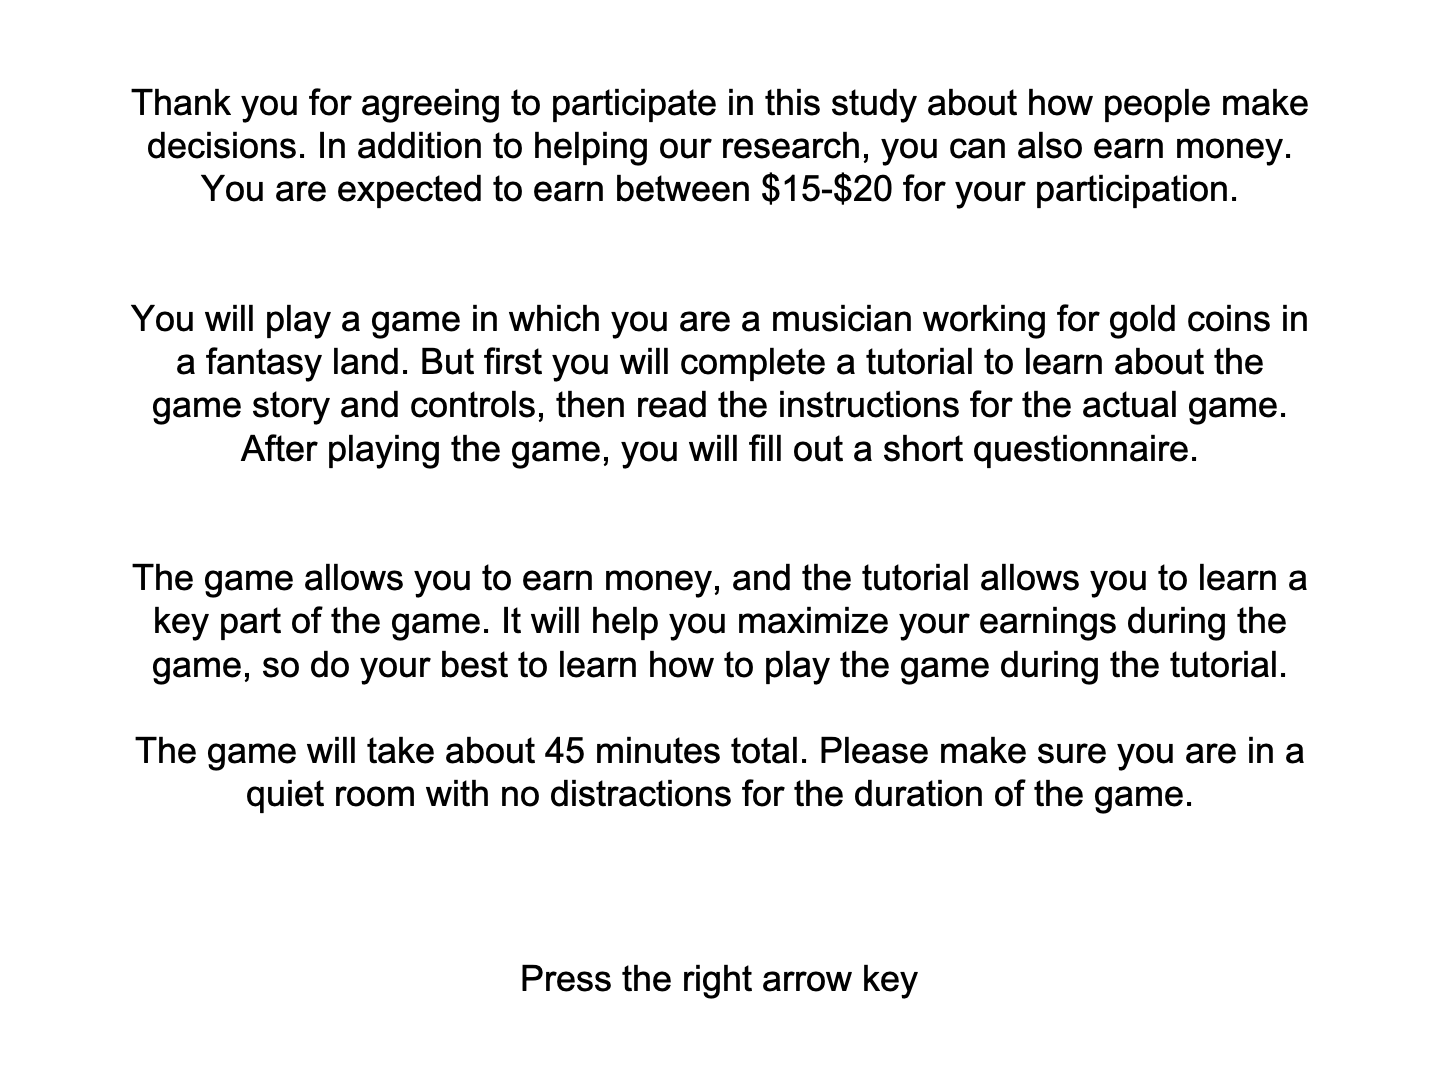 Thank you for agreeing to participate in this study about how people make
decisions. In addition to helping our research, you can also earn money.
You are expected to earn between $15-$20 for your participation.
You will play a game in which you are a musician working for gold coins in
a fantasy land. But first you will complete a tutorial to learn about the
game story and controls, then read the instructions for the actual game.
After playing the game, you will fill out a short questionnaire.
The game allows you to earn money, and the tutorial allows you to learn a
key part of the game. It will help you maximize your earnings during the
game, so do your best to learn how to play the game during the tutorial.
The game will take about 45 minutes total. Please make sure you are in a
quiet room with no distractions for the duration of the game.
Press the right arrow key